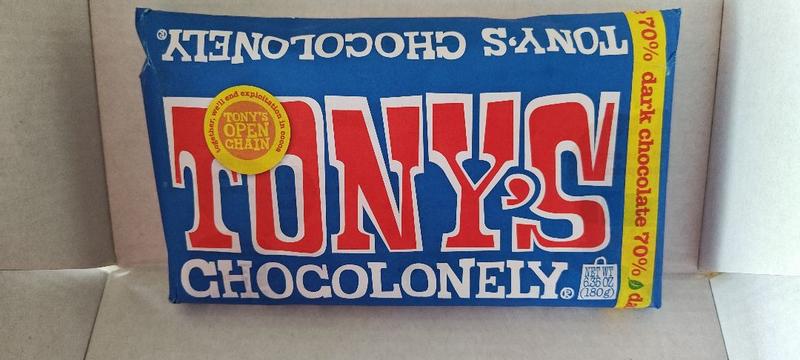 TONY'S CHOCOLONELY®
together, we'll end exploitation in cocoa
TONY'S
OPEN
CHAIN
TONY'S
CHOCOLONELY®
NET WT
6.35 OZ
(180g)
70% dark chocolate 70%